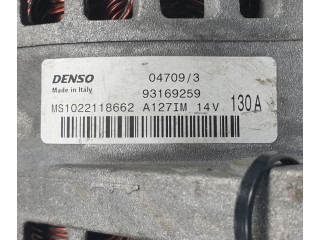 DENSO 04709/3
Made in Italy 93169259
MS1022118662 A127IM 14V 130A